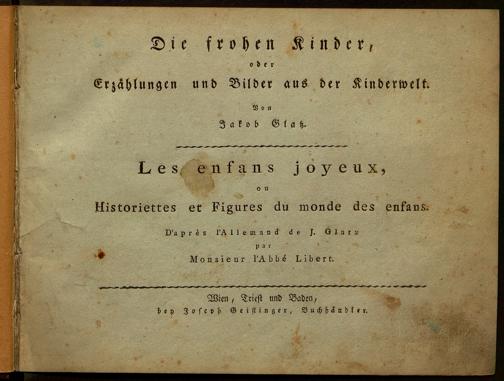 Die frohen Kinder,
oder
Erzählungen und Bilder aus der Kinderwelt.
Von
Jakob Glatz.
Les enfans joyeux,
ou
Historiettes et Figures du monde des enfans.
D'après l'Allemand de J. Glatz
par
Monsieur l'Abbé Libert.
Wien, Triest und Baden,
bey Joseph Geistinger, Buchhändler.